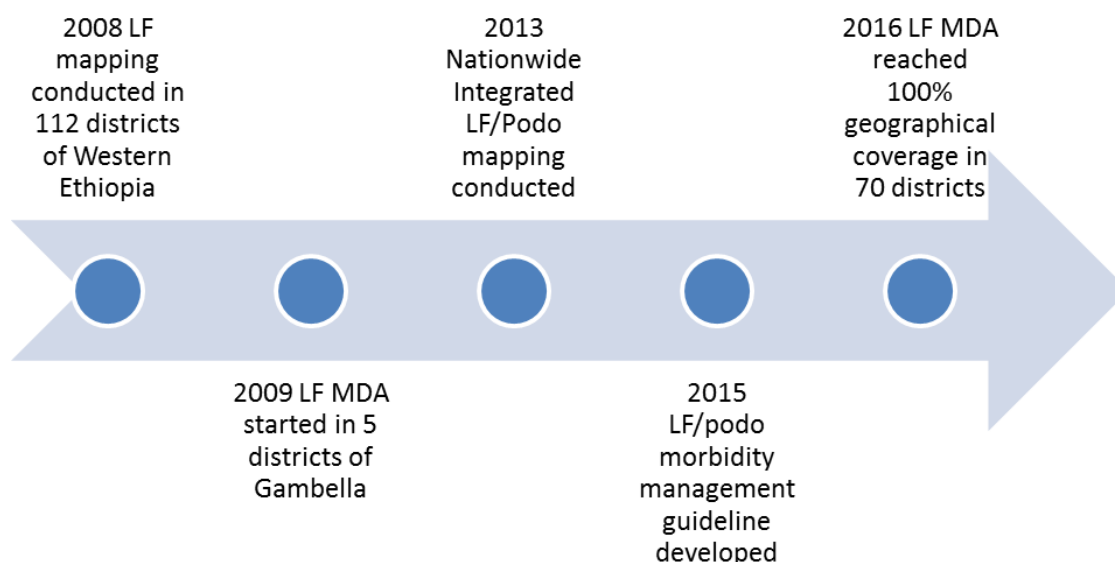 2008 LF
mapping
conducted in
112 districts
of Western
Ethiopia
2009 LF MDA
started in 5
districts of
Gambella
2013
Nationwide
Integrated
LF/Podo
mapping
conducted
2015
LF/podo
morbidity
management
guideline
developed
2016 LF MDA
reached
100%
geographical
coverage in
70 districts